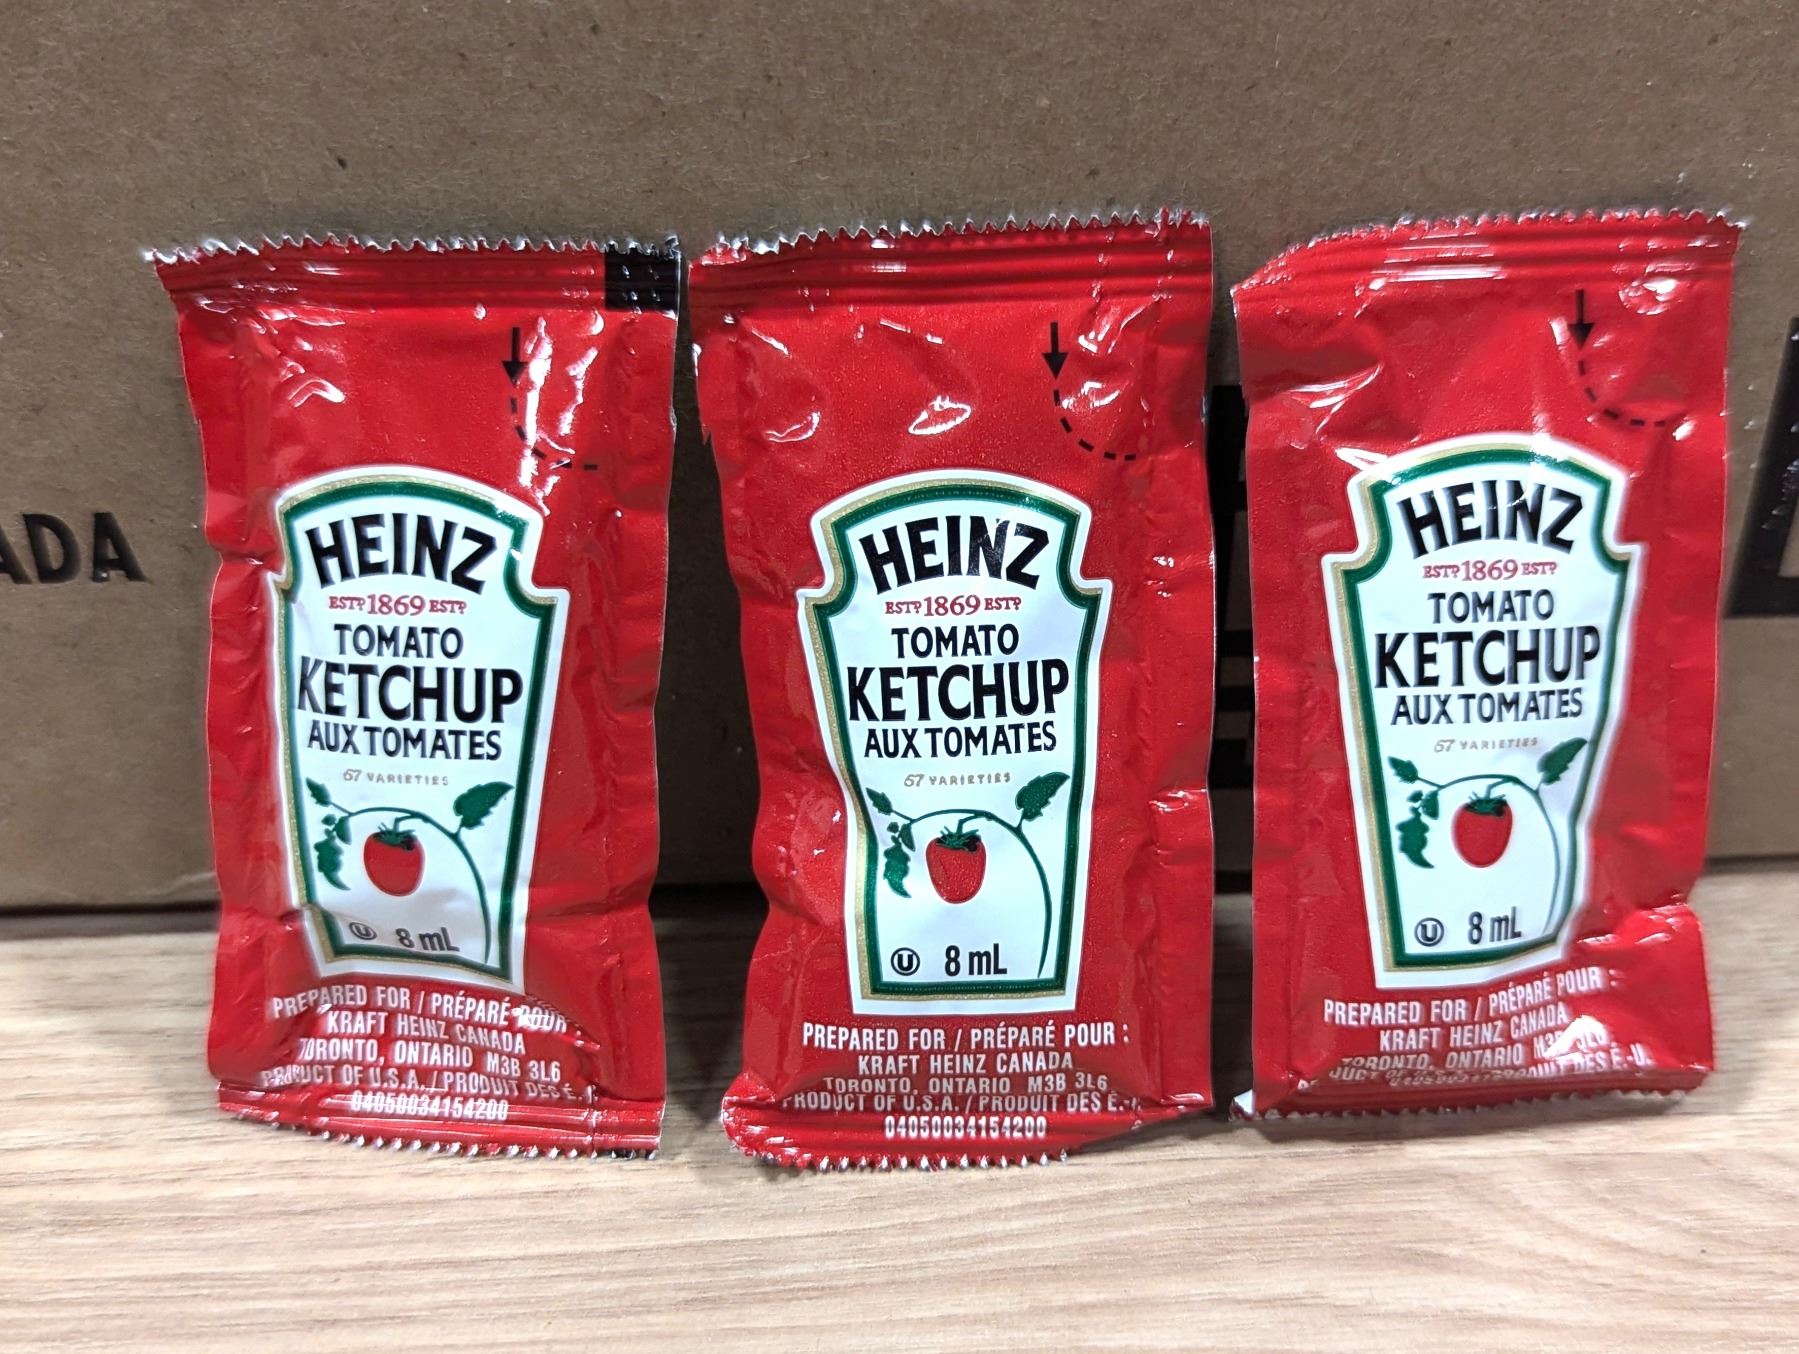 ADA
HEINZ
ESTD 1869 ESTD
TOMATO
KETCHUP
AUX TOMATES
57 VARIETIES
U 8 mL
PREPARED FOR / PRÉPARÉ POUR :
KRAFT HEINZ CANADA
TORONTO, ONTARIO M3B 3L6
PRODUCT OF U.S.A. / PRODUIT DES É.
04050034154200
HEINZ
ESTD 1869 ESTD
TOMATO
KETCHUP
AUX TOMATES
57 VARIETIES
U 8 mL
PREPARED FOR / PRÉPARÉ POUR :
KRAFT HEINZ CANADA
TORONTO, ONTARIO M3B 3L6
PRODUCT OF U.S.A. / PRODUIT DES É.-
04050034154200
HEINZ
ESTD 1869 ESTD
TOMATO
KETCHUP
AUX TOMATES
57 VARIETIES
U 8 mL
PREPARED FOR / PRÉPARÉ POUR :
KRAFT HEINZ CANADA
TORONTO, ONTARIO
DES É.-U.